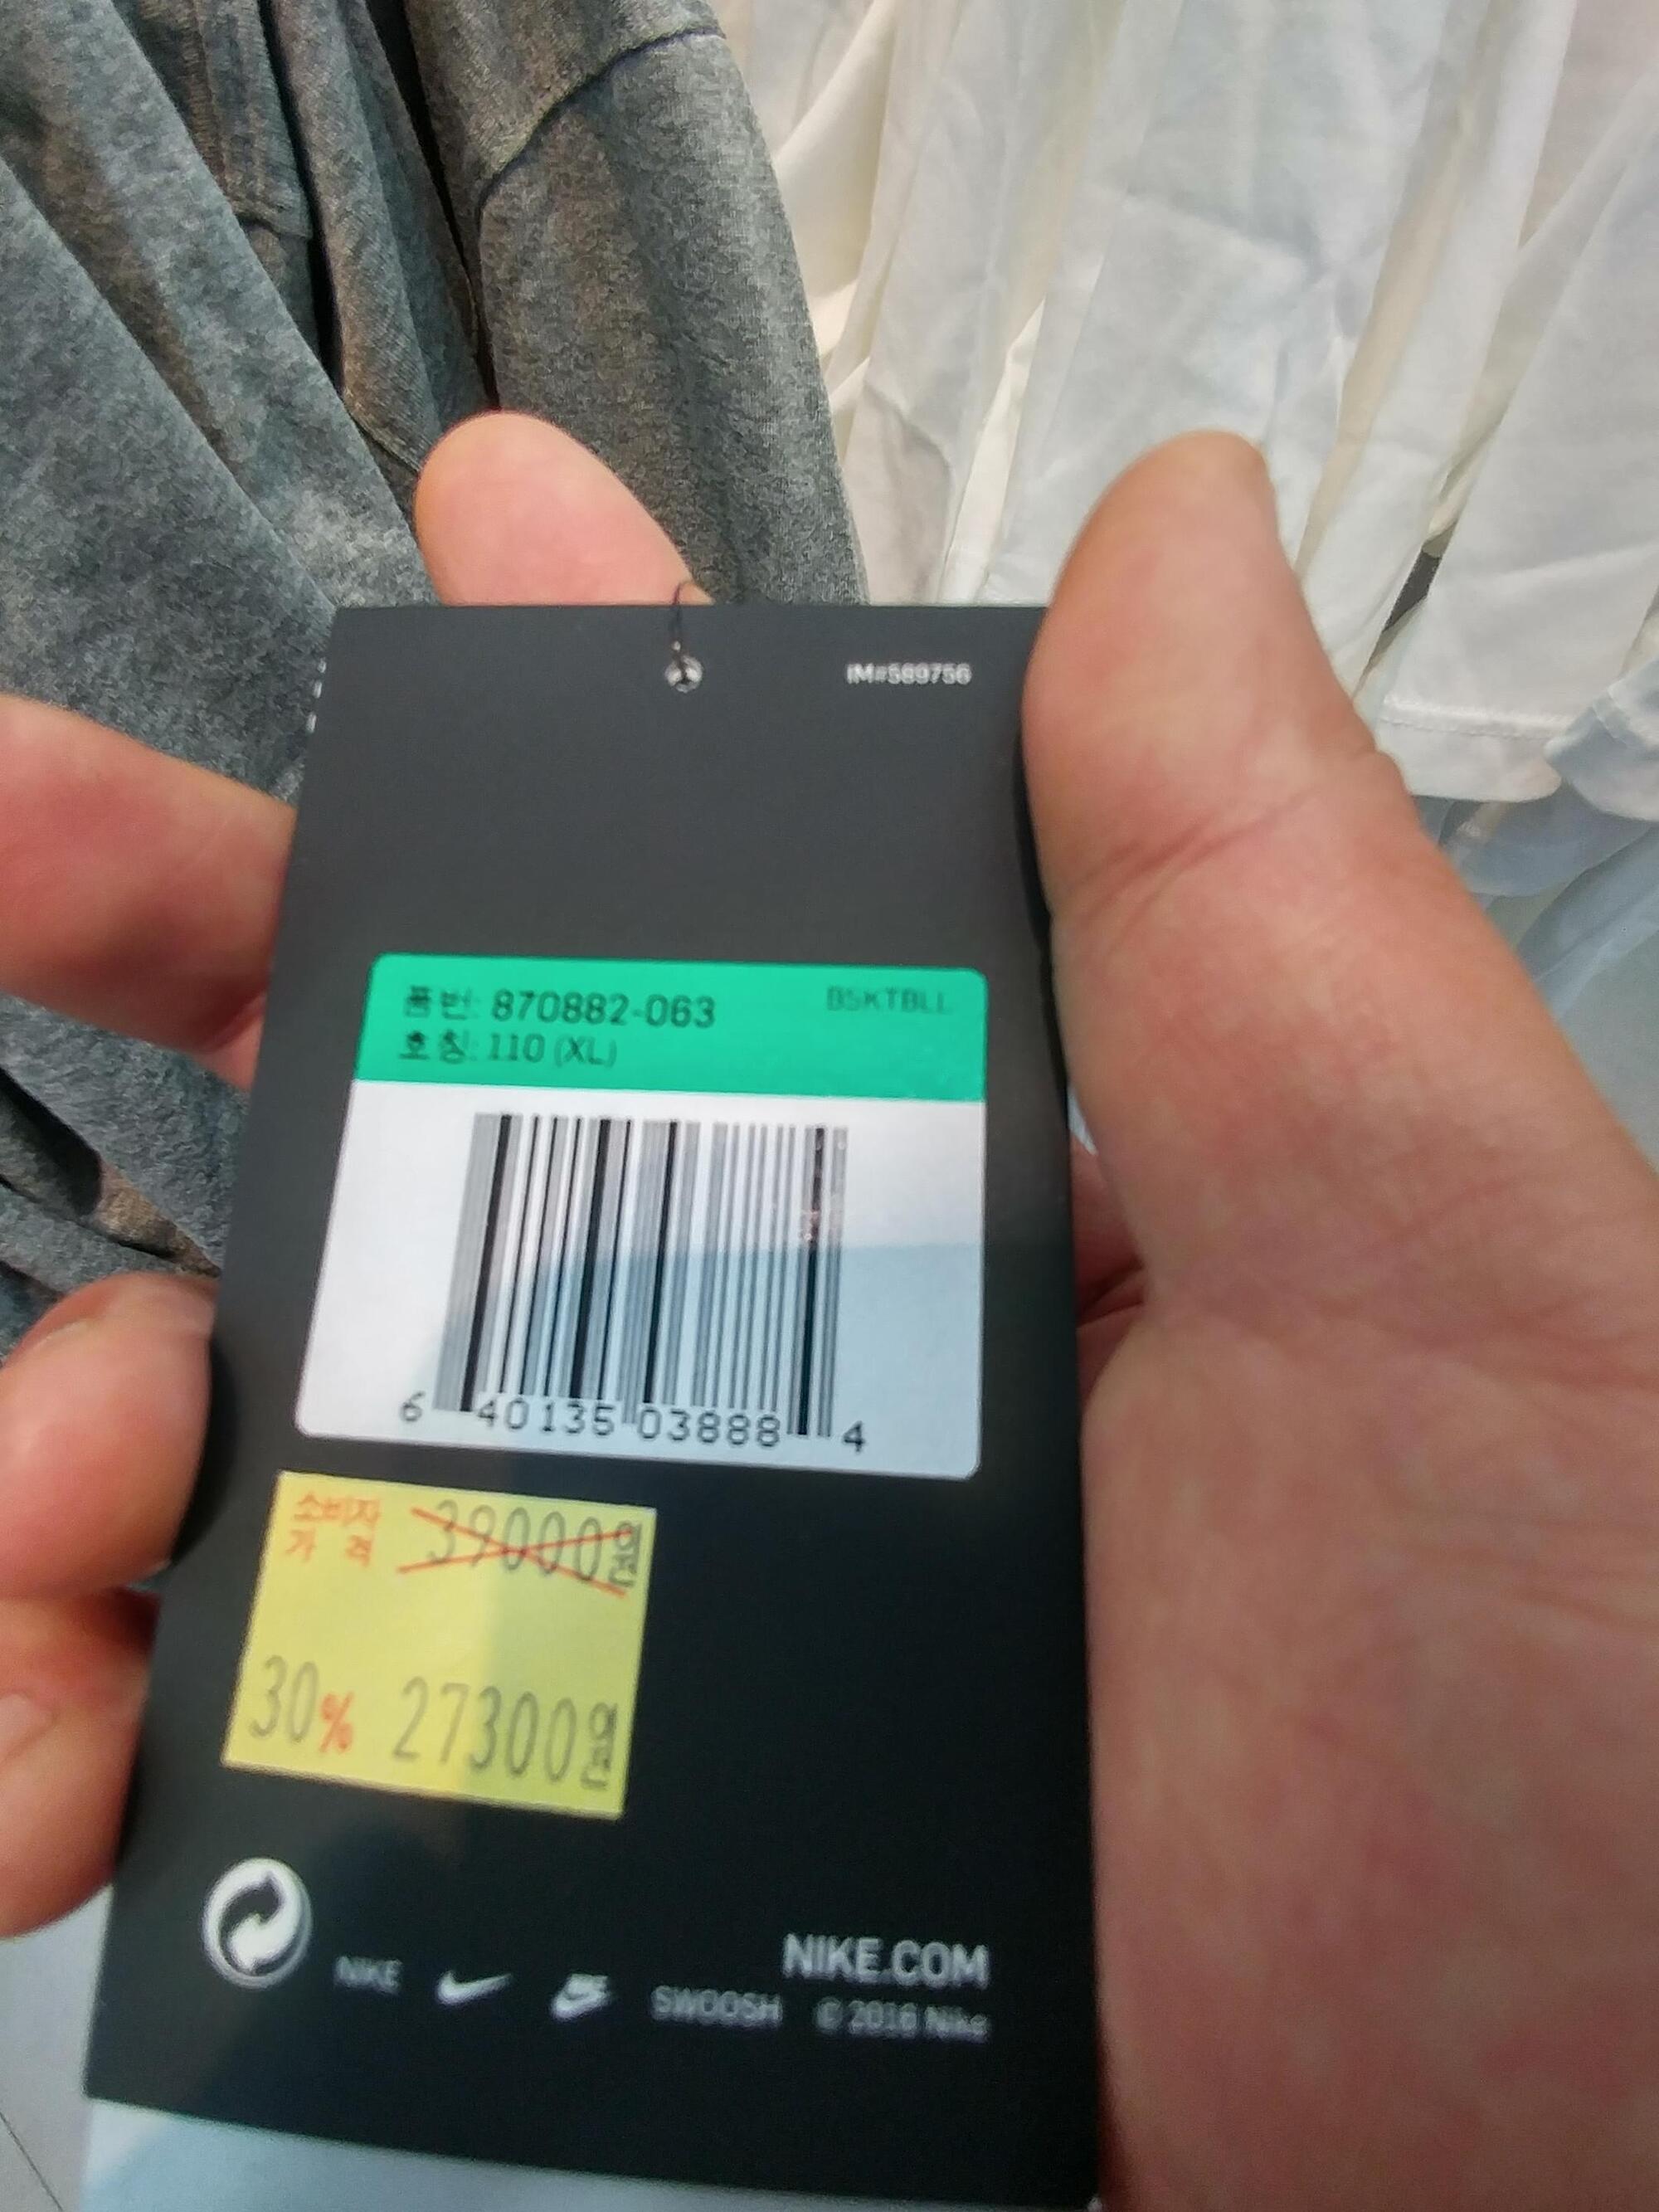 IM#589756
품번: 870882-063
BSKTBLL
호칭: 110 (XL)
6 40135 03888 4
소비자
가격
39000원
30% 27300원
NIKE.COM
NIKE SWOOSH © 2016 Nike